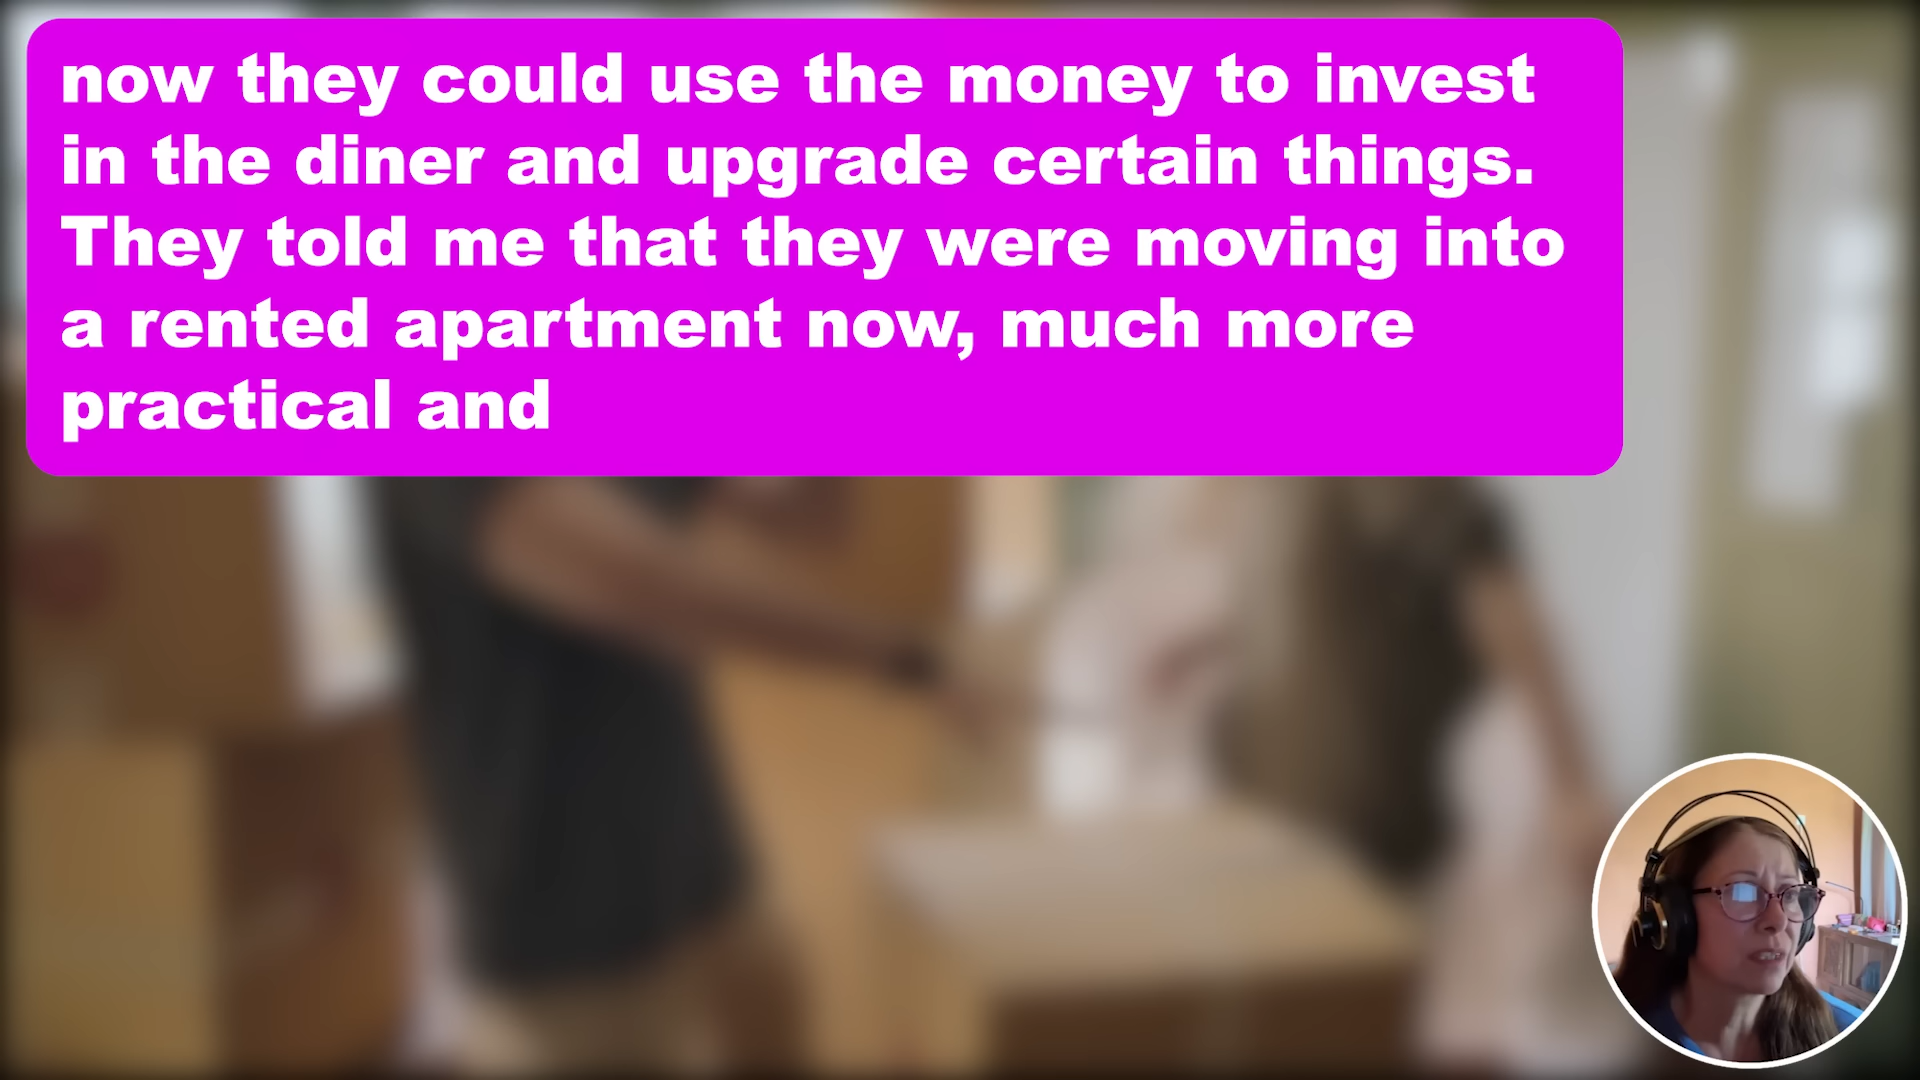 now they could use the money to invest
in the diner and upgrade certain things.
They told me that they were moving into
a rented apartment now, much more
practical and